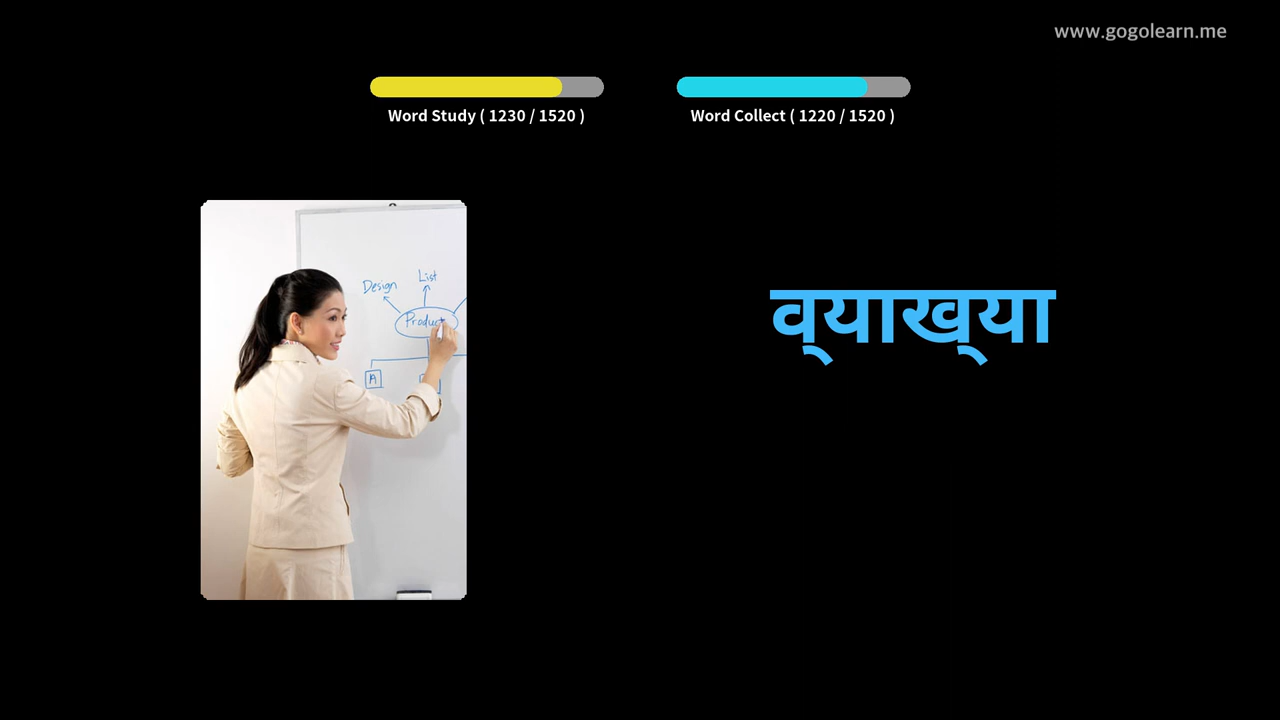 www.gogolearn.me
Word Study ( 1230 / 1520 )
Word Collect ( 1220 / 1520 )
व्याख्या
List
Design
Product
A